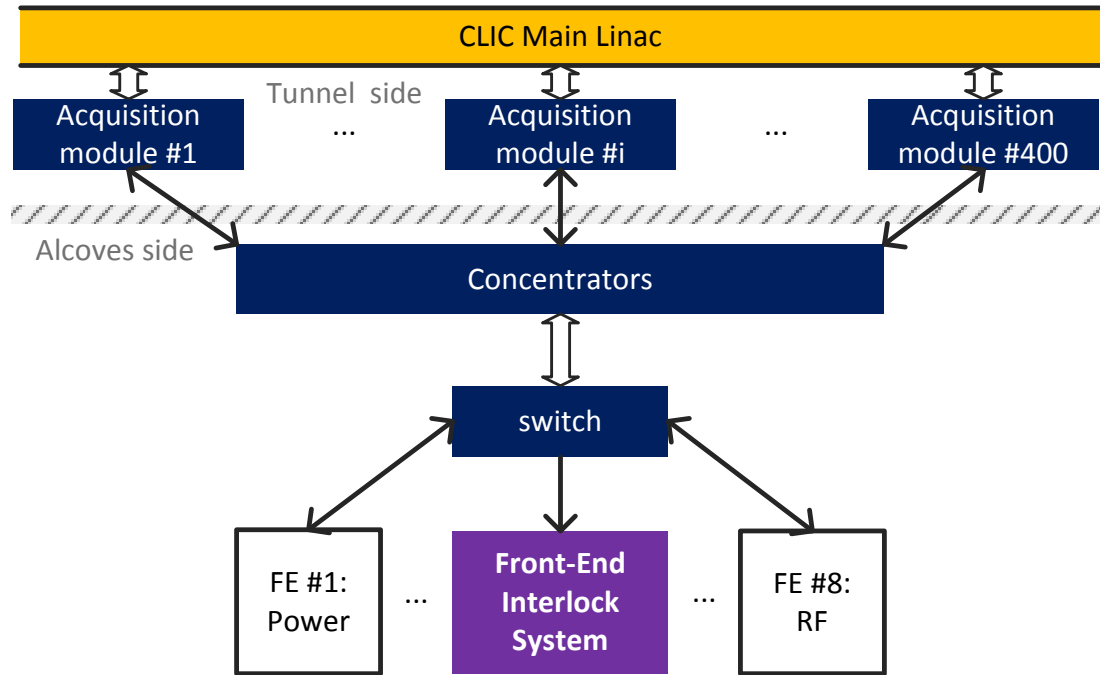 CLIC Main Linac
Tunnel side
Acquisition
module #1
...
Acquisition
module #i
...
Acquisition
module #400
Alcoves side
Concentrators
switch
FE #1:
Power
...
Front-End
Interlock
System
...
FE #8:
RF